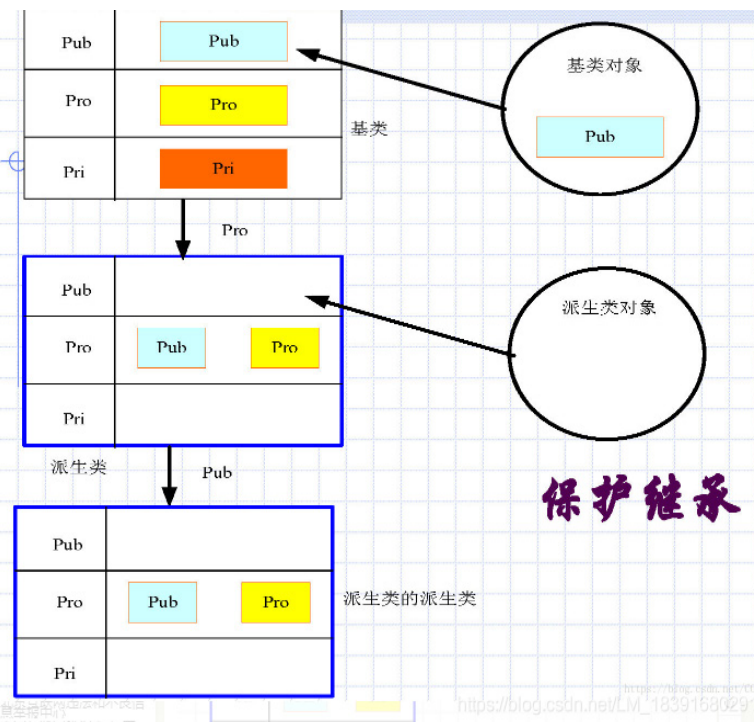 Pub Pub
Pro Pro
Pri Pri
基类
基类对象
Pub
Pro
Pub
Pro Pub Pro
Pri
派生类
派生类对象
Pub
保护继承
Pub
Pro Pub Pro
Pri
派生类的派生类
https://blog.csdn.net/LM_1839168029